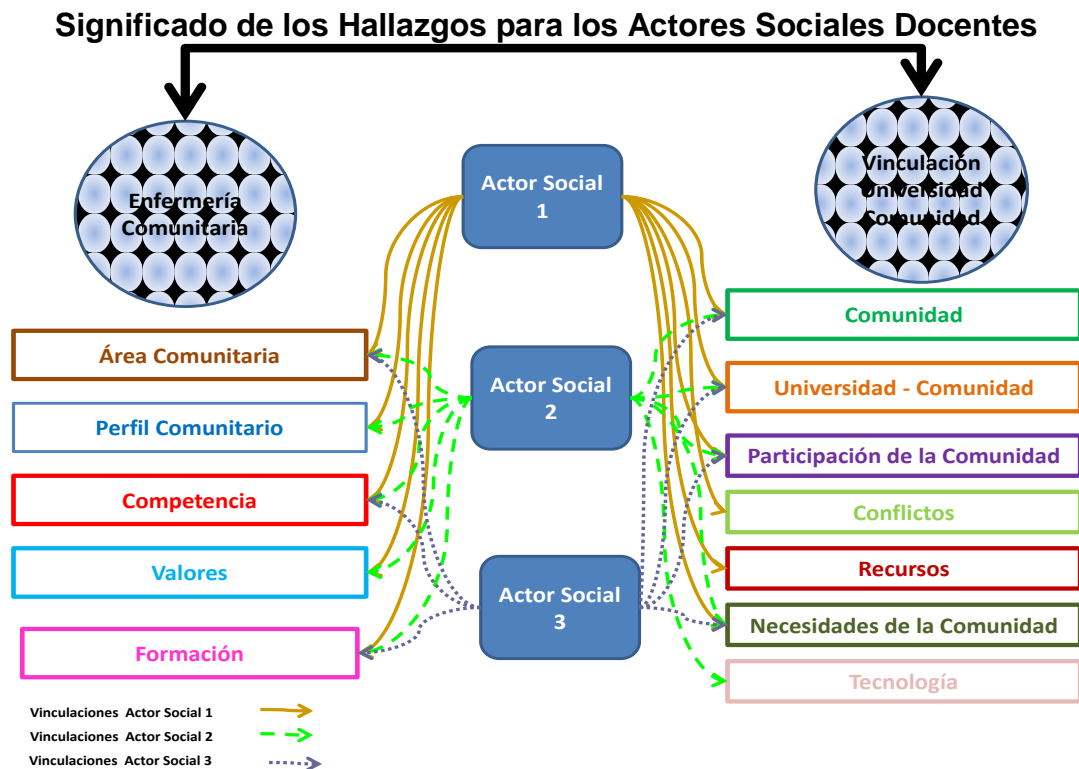 Significado de los Hallazgos para los Actores Sociales Docentes
Enfermería
Comunitaria
Actor Social
1
Vinculación
Universidad
Comunidad
Área Comunitaria
Perfil Comunitario
Competencia
Valores
Formación
Actor Social
2
Actor Social
3
Comunidad
Universidad - Comunidad
Participación de la Comunidad
Conflictos
Recursos
Necesidades de la Comunidad
Tecnología
Vinculaciones Actor Social 1
Vinculaciones Actor Social 2
Vinculaciones Actor Social 3